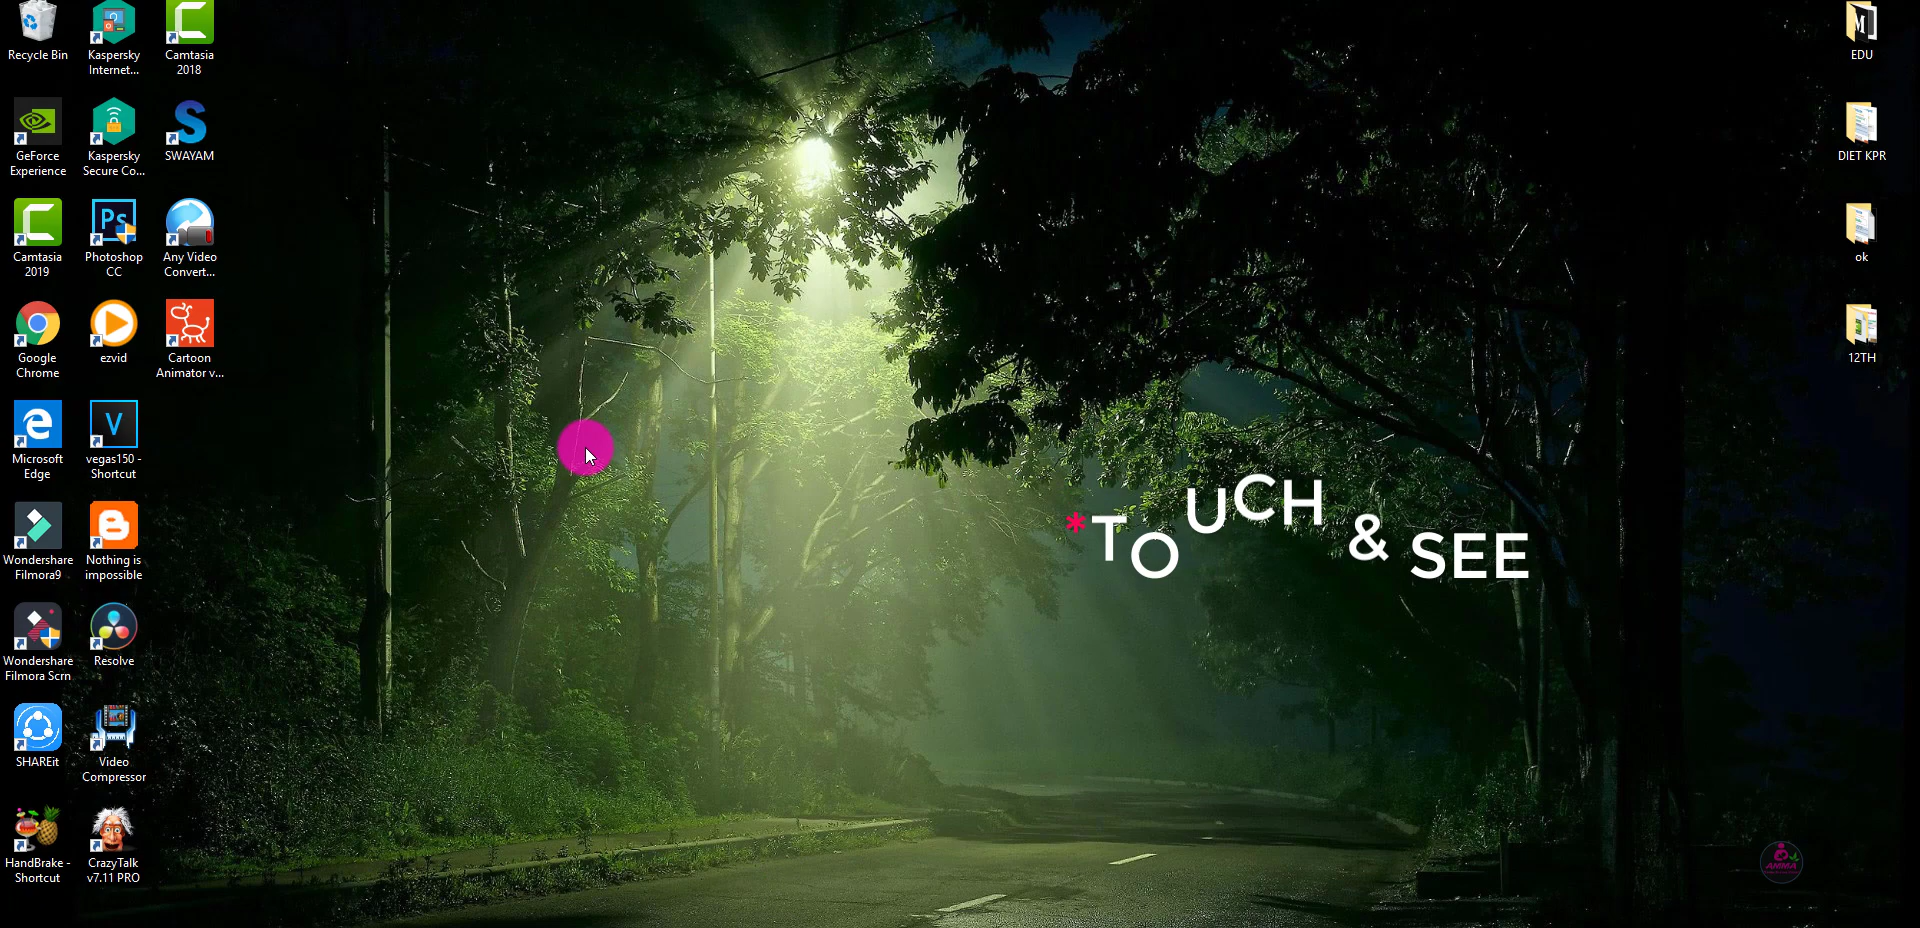 Recycle Bin
Kaspersky
Internet...
Camtasia
2018
GeForce
Experience
Kaspersky
Secure Co...
SWAYAM
Camtasia
2019
Photoshop
CC
Any Video
Convert...
Google
Chrome
ezvid
Cartoon
Animator v...
Microsoft
Edge
vegas150 -
Shortcut
Wondershare
Filmora9
Nothing is
impossible
Wondershare
Filmora Scrn
Resolve
SHAREit
Video
Compressor
HandBrake -
Shortcut
CrazyTalk
v7.11 PRO
*TOUCH & SEE
EDU
DIET KPR
ok
12TH
AMMA